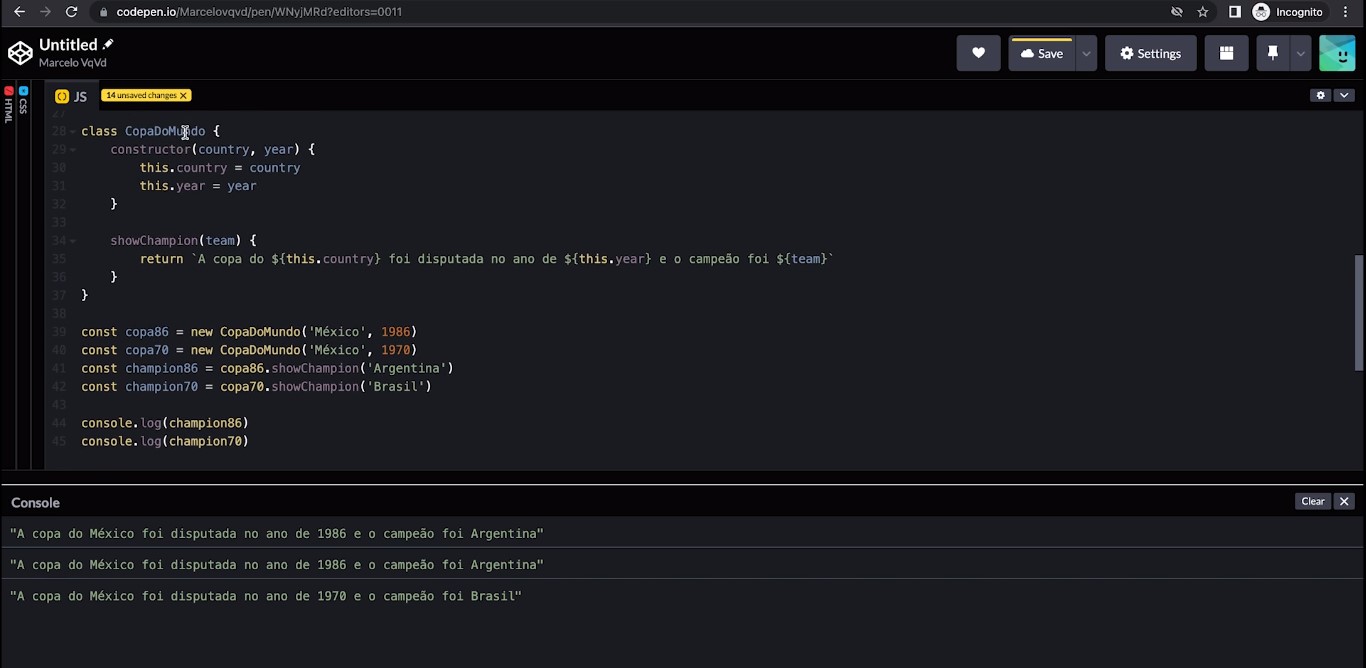 codepen.io/Marcelovqvd/pen/WNyjMRd?editors=0011
Incognito
Untitled
Marcelo VqVd
Save
Settings
HTML
CSS
JS
14 unsaved changes ×
27
28 class CopaDoMundo {
29 constructor(country, year) {
30 this.country = country
31 this.year = year
32 }
33
34 showChampion(team) {
35 return `A copa do ${this.country} foi disputada no ano de ${this.year} e o campeão foi ${team}`
36 }
37 }
38
39 const copa86 = new CopaDoMundo('México', 1986)
40 const copa70 = new CopaDoMundo('México', 1970)
41 const champion86 = copa86.showChampion('Argentina')
42 const champion70 = copa70.showChampion('Brasil')
43
44 console.log(champion86)
45 console.log(champion70)
Console
Clear
"A copa do México foi disputada no ano de 1986 e o campeão foi Argentina"
"A copa do México foi disputada no ano de 1986 e o campeão foi Argentina"
"A copa do México foi disputada no ano de 1970 e o campeão foi Brasil"